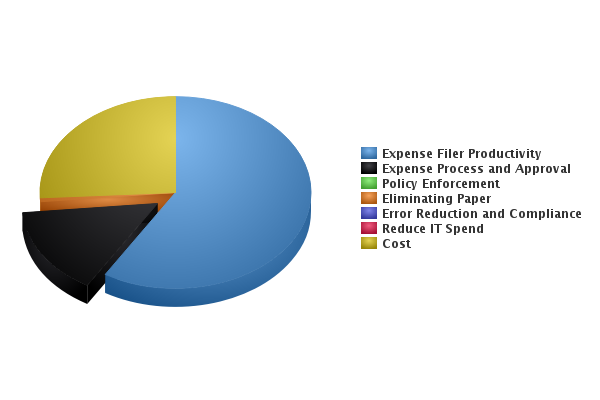 Expense Filer Productivity
Expense Process and Approval
Policy Enforcement
Eliminating Paper
Error Reduction and Compliance
Reduce IT Spend
Cost